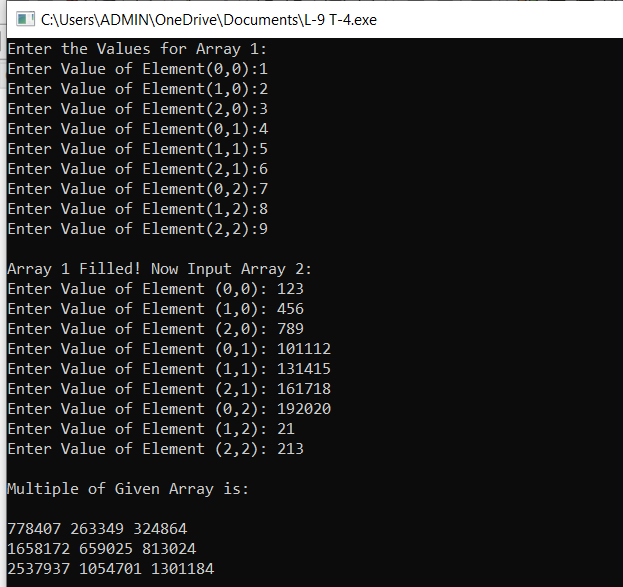 C:\Users\ADMIN\OneDrive\Documents\L-9 T-4.exe
Enter the Values for Array 1:
Enter Value of Element(0,0):1
Enter Value of Element(1,0):2
Enter Value of Element(2,0):3
Enter Value of Element(0,1):4
Enter Value of Element(1,1):5
Enter Value of Element(2,1):6
Enter Value of Element(0,2):7
Enter Value of Element(1,2):8
Enter Value of Element(2,2):9
Array 1 Filled! Now Input Array 2:
Enter Value of Element (0,0): 123
Enter Value of Element (1,0): 456
Enter Value of Element (2,0): 789
Enter Value of Element (0,1): 101112
Enter Value of Element (1,1): 131415
Enter Value of Element (2,1): 161718
Enter Value of Element (0,2): 192020
Enter Value of Element (1,2): 21
Enter Value of Element (2,2): 213
Multiple of Given Array is:
778407 263349 324864
1658172 659025 813024
2537937 1054701 1301184